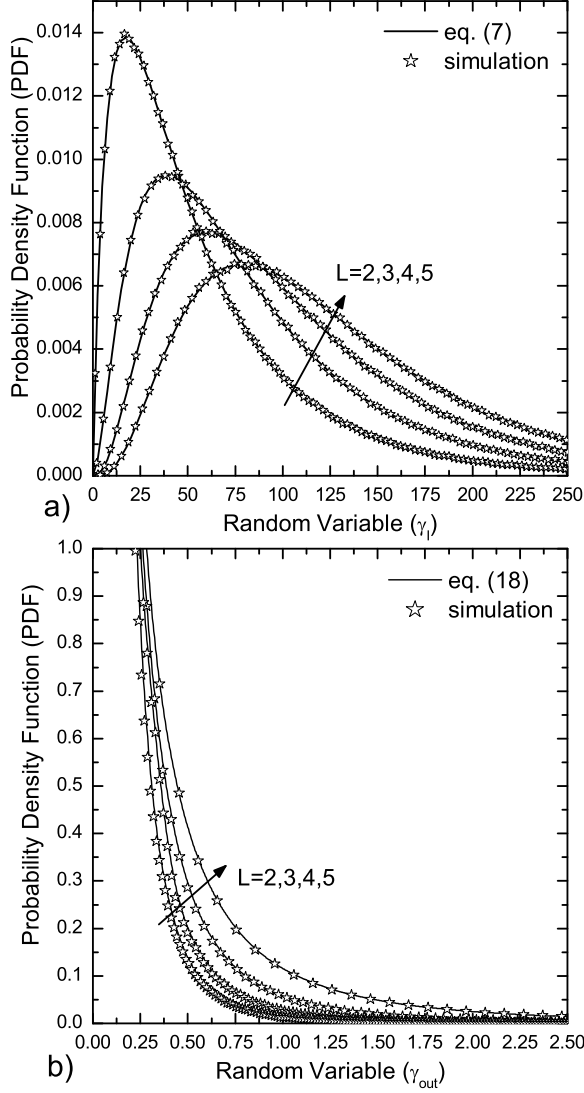 0.014
0.012
0.010
0.008
0.006
0.004
0.002
0.000
Probability Density Function (PDF)
eq. (7)
simulation
L=2,3,4,5
0 25 50 75 100 125 150 175 200 225 250
a)
Random Variable (γI)
1.0
0.9
0.8
0.7
0.6
0.5
0.4
0.3
0.2
0.1
0.0
Probability Density Function (PDF)
eq. (18)
simulation
L=2,3,4,5
0.00 0.25 0.50 0.75 1.00 1.25 1.50 1.75 2.00 2.25 2.50
b)
Random Variable (γout)